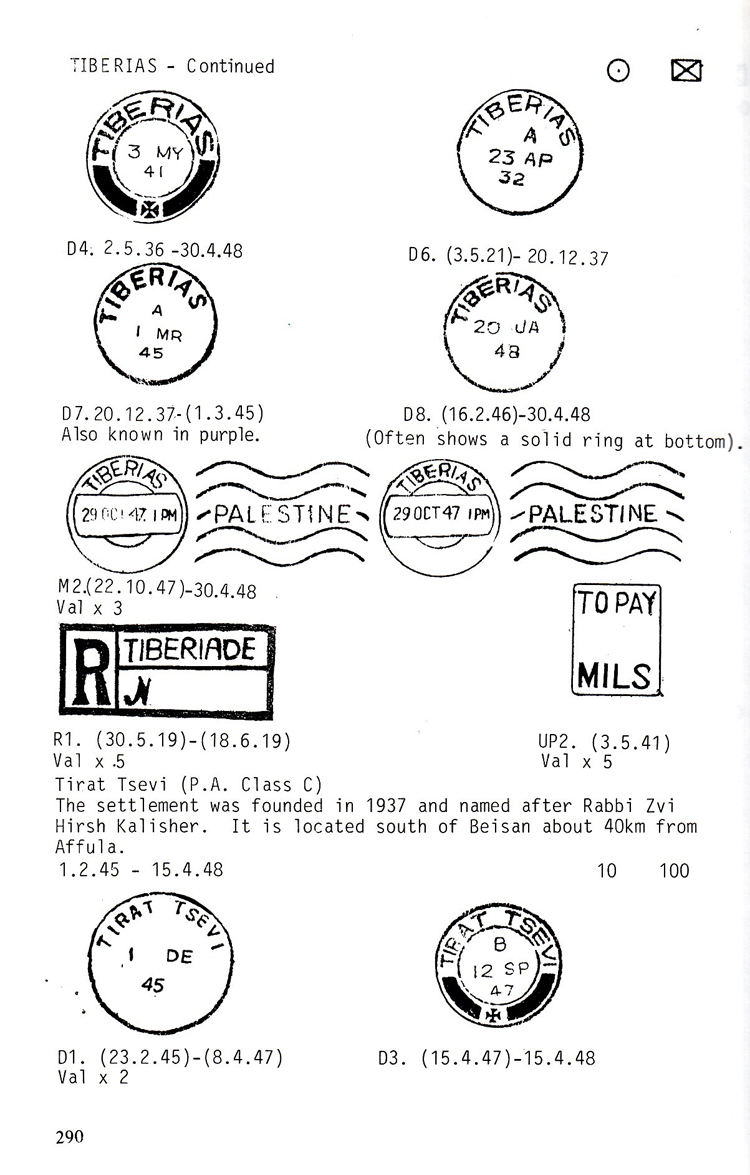 TIBERIAS - Continued
TIBERIAS
3 MY
41
TIBERIAS
A
23 AP
32
D4. 2.5.36 -30.4.48
D6. (3.5.21)- 20.12.37
TIBERIAS
A
1 MR
45
TIBERIAS
20 JA
48
D7.20.12.37-(1.3.45)
Also known in purple.
D8. (16.2.46)-30.4.48
(Often shows a solid ring at bottom).
TIBERIAS
29 OCT 47. 1 PM
PALESTINE
TIBERIAS
29 OCT 47 1 PM
PALESTINE
M2.(22.10.47)-30.4.48
Val x 3
TO PAY
MILS
R TIBERIADE
N
R1. (30.5.19)-(18.6.19)
Val x .5
UP2. (3.5.41)
Val x 5
Tirat Tsevi (P.A. Class C)
The settlement was founded in 1937 and named after Rabbi Zvi
Hirsh Kalisher. It is located south of Beisan about 40km from
Affula.
1.2.45 - 15.4.48 10 100
TIRAT TSEVI
1 DE
45
TIRAT TSEVI
B
12 SP
47
D1. (23.2.45)-(8.4.47)
Val x 2
D3. (15.4.47)-15.4.48
290